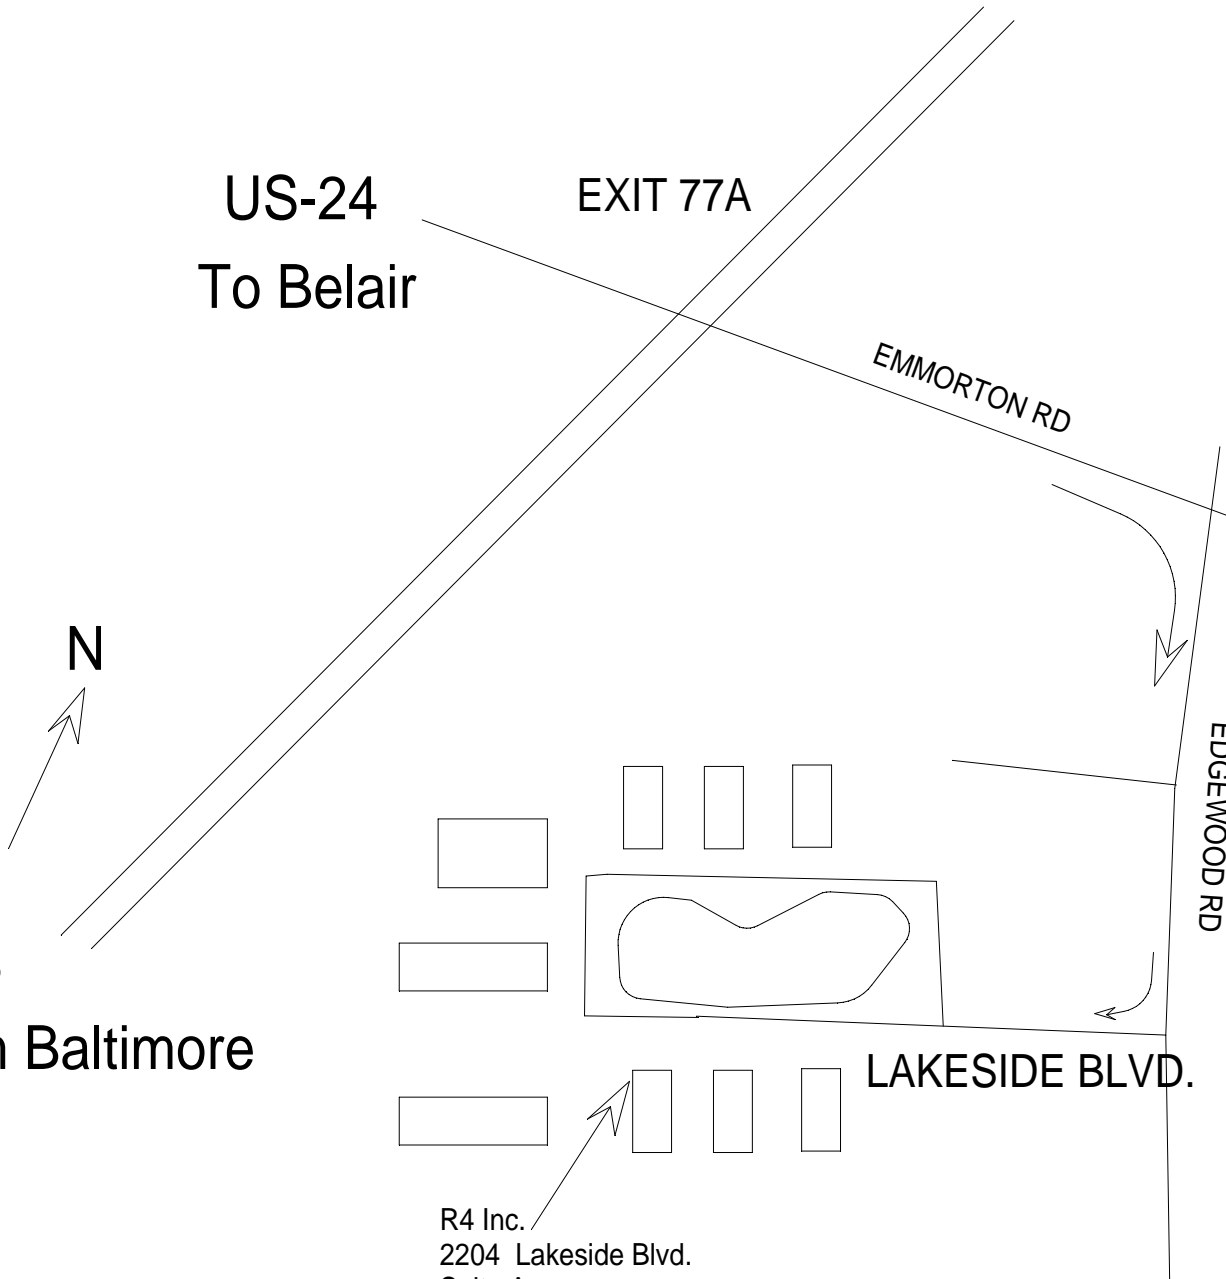 US-24
To Belair
EXIT 77A
EMMORTON RD
N
EDGEWOOD RD
Baltimore
LAKESIDE BLVD.
R4 Inc.
2204 Lakeside Blvd.